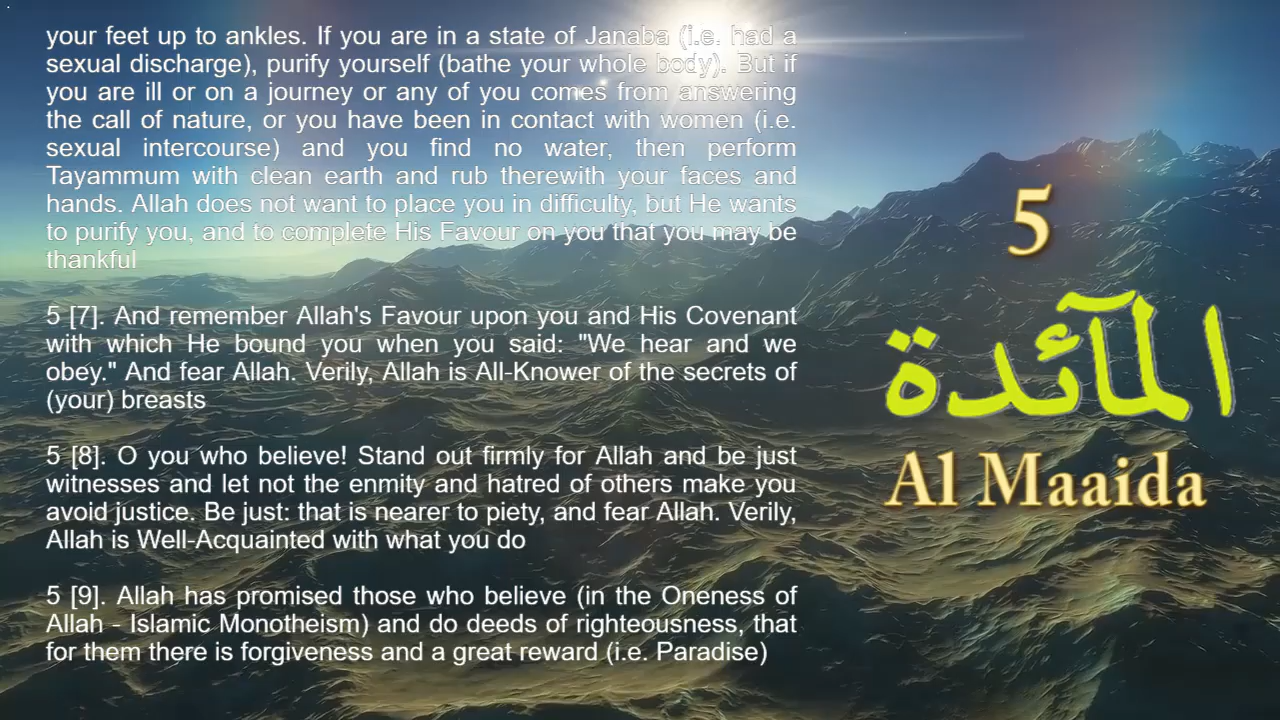 your feet up to ankles. If you are in a state of Janaba (i.e. had a
sexual discharge), purify yourself (bathe your whole body). But if
you are ill or on a journey or any of you comes from answering
the call of nature, or you have been in contact with women (i.e.
sexual intercourse) and you find no water, then perform
Tayammum with clean earth and rub therewith your faces and
hands. Allah does not want to place you in difficulty, but He wants
to purify you, and to complete His Favour on you that you may be
thankful
5 [7]. And remember Allah's Favour upon you and His Covenant
with which He bound you when you said: "We hear and we
obey." And fear Allah. Verily, Allah is All-Knower of the secrets of
(your) breasts
5 [8]. O you who believe! Stand out firmly for Allah and be just
witnesses and let not the enmity and hatred of others make you
avoid justice. Be just: that is nearer to piety, and fear Allah. Verily,
Allah is Well-Acquainted with what you do
5 [9]. Allah has promised those who believe (in the Oneness of
Allah - Islamic Monotheism) and do deeds of righteousness, that
for them there is forgiveness and a great reward (i.e. Paradise)
5
المآئدة
Al Maaida